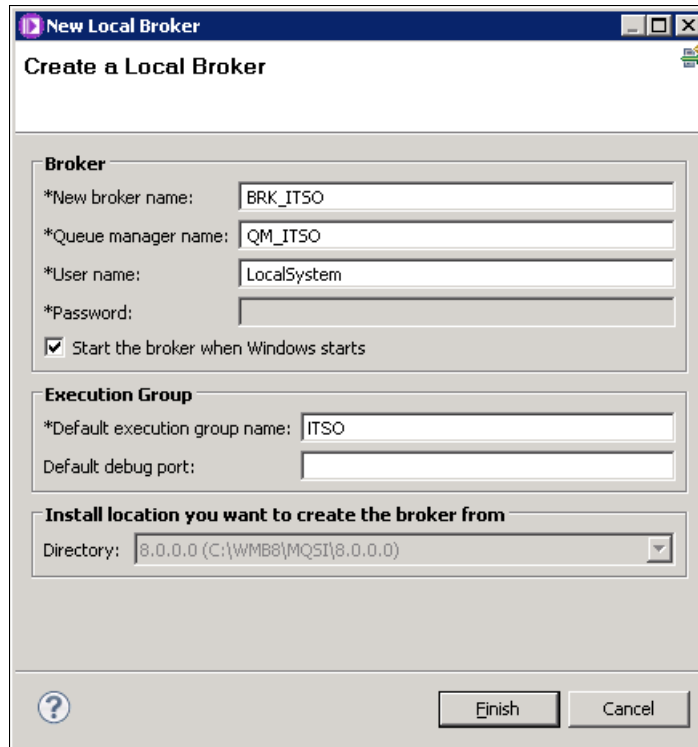 New Local Broker
Create a Local Broker
Broker
*New broker name: BRK_ITSO
*Queue manager name: QM_ITSO
*User name: LocalSystem
*Password:
Start the broker when Windows starts
Execution Group
*Default execution group name: ITSO
Default debug port:
Install location you want to create the broker from
Directory: 8.0.0.0 (C:\WMB8\MQSI\8.0.0.0)
? Finish Cancel